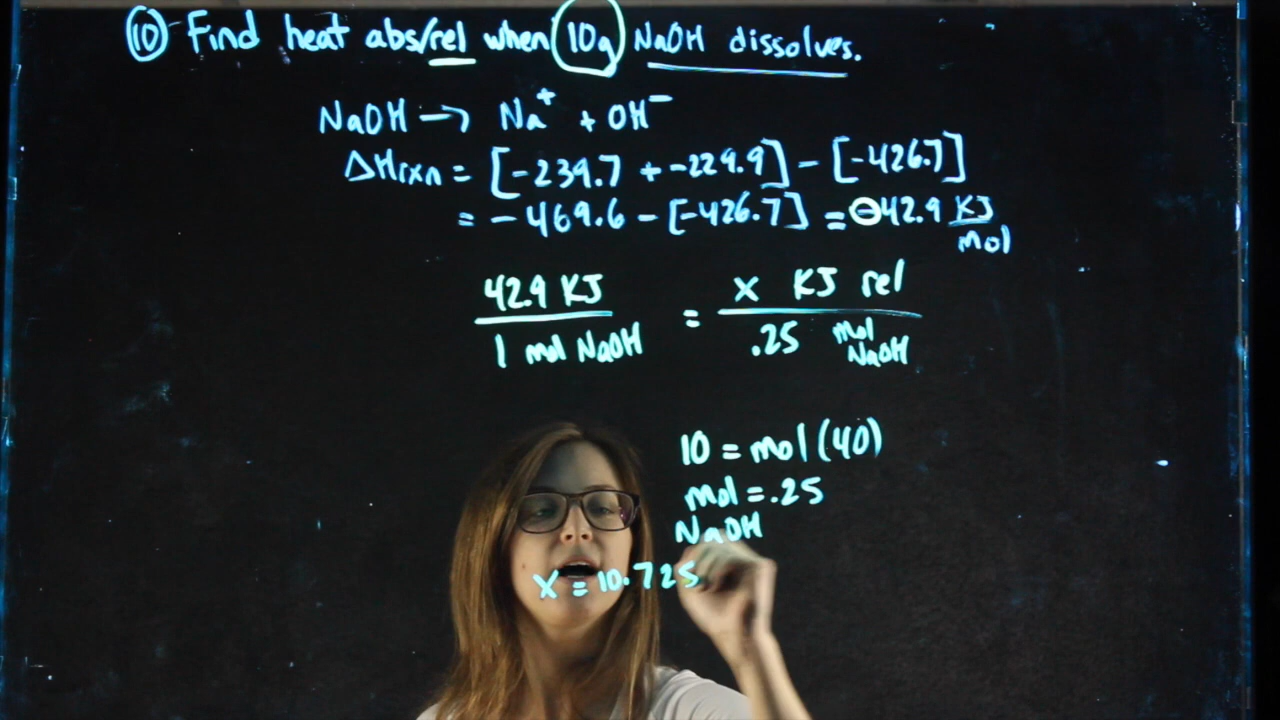 ⑩ Find heat abs/rel when 10g NaOH dissolves.
NaOH → Na⁺ + OH⁻
ΔHrxn = [-239.7 + -229.9] - [-426.7]
= -469.6 - [-426.7] = -42.9 KJ/mol
42.9 KJ / 1 mol NaOH = x KJ rel / .25 mol NaOH
10 = mol (40)
mol = .25
NaOH
x = 10.725